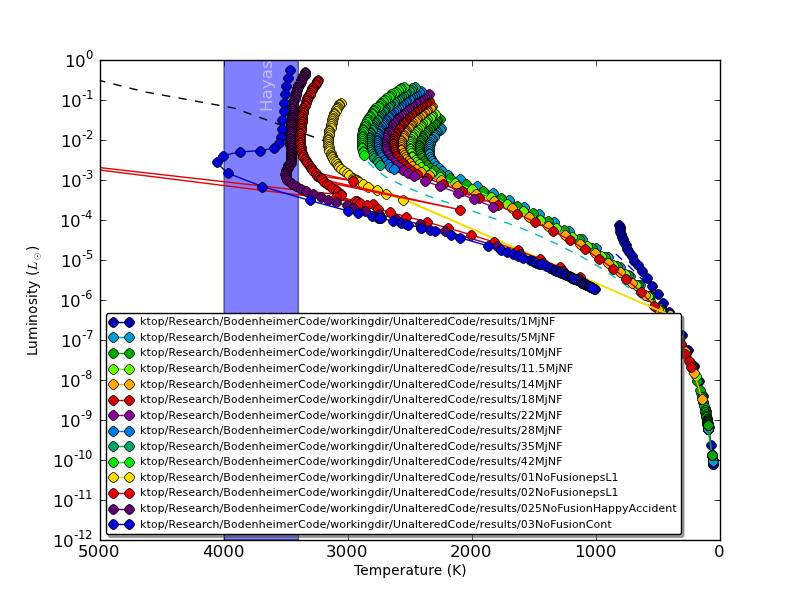 10^0
10^-1
10^-2
10^-3
10^-4
10^-5
10^-6
10^-7
10^-8
10^-9
10^-10
10^-11
10^-12
Luminosity (L☉)
Hayas
ktop/Research/BodenheimerCode/workingdir/UnalteredCode/results/1MjNF
ktop/Research/BodenheimerCode/workingdir/UnalteredCode/results/5MjNF
ktop/Research/BodenheimerCode/workingdir/UnalteredCode/results/10MjNF
ktop/Research/BodenheimerCode/workingdir/UnalteredCode/results/11.5MjNF
ktop/Research/BodenheimerCode/workingdir/UnalteredCode/results/14MjNF
ktop/Research/BodenheimerCode/workingdir/UnalteredCode/results/18MjNF
ktop/Research/BodenheimerCode/workingdir/UnalteredCode/results/22MjNF
ktop/Research/BodenheimerCode/workingdir/UnalteredCode/results/28MjNF
ktop/Research/BodenheimerCode/workingdir/UnalteredCode/results/35MjNF
ktop/Research/BodenheimerCode/workingdir/UnalteredCode/results/42MjNF
ktop/Research/BodenheimerCode/workingdir/UnalteredCode/results/01NoFusionepsL1
ktop/Research/BodenheimerCode/workingdir/UnalteredCode/results/02NoFusionepsL1
ktop/Research/BodenheimerCode/workingdir/UnalteredCode/results/025NoFusionHappyAccident
ktop/Research/BodenheimerCode/workingdir/UnalteredCode/results/03NoFusionCont
5000 4000 3000 2000 1000 0
Temperature (K)